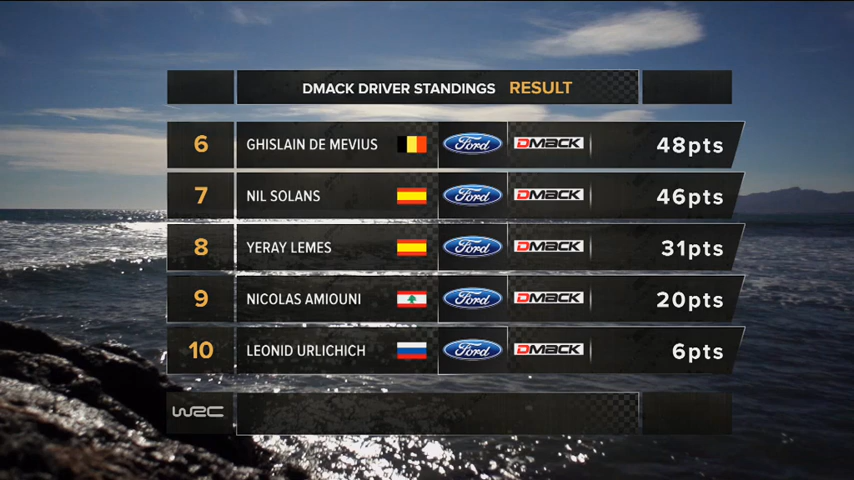 DMACK DRIVER STANDINGS RESULT
6 GHISLAIN DE MEVIUS Ford DMACK 48pts
7 NIL SOLANS Ford DMACK 46pts
8 YERAY LEMES Ford DMACK 31pts
9 NICOLAS AMIOUNI Ford DMACK 20pts
10 LEONID URLICHICH Ford DMACK 6pts
WRC